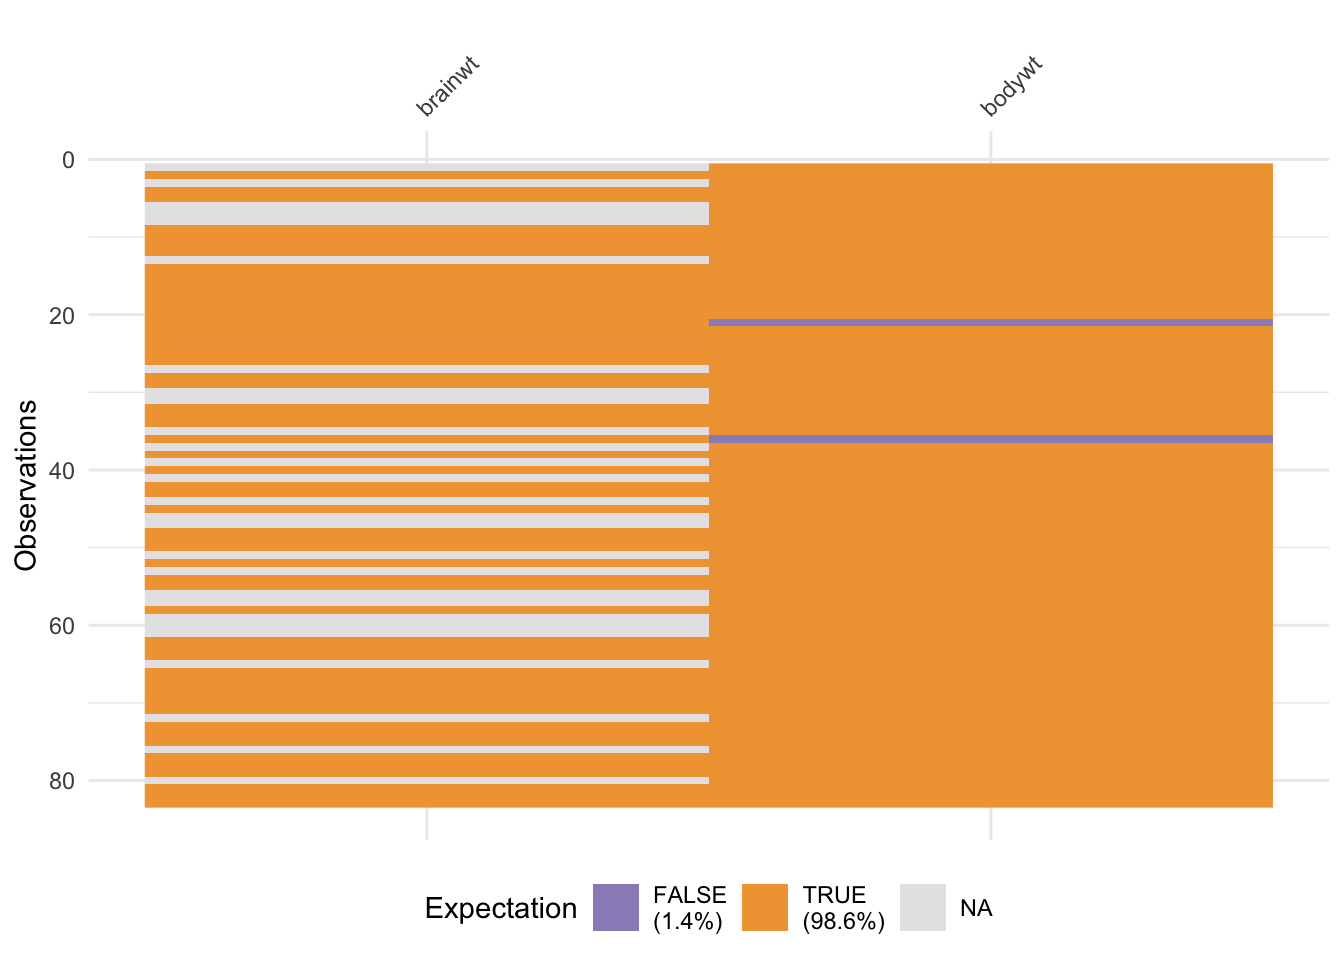 brainwt
bodywt
0
20
40
60
80
Observations
Expectation
FALSE
(1.4%)
TRUE
(98.6%)
NA